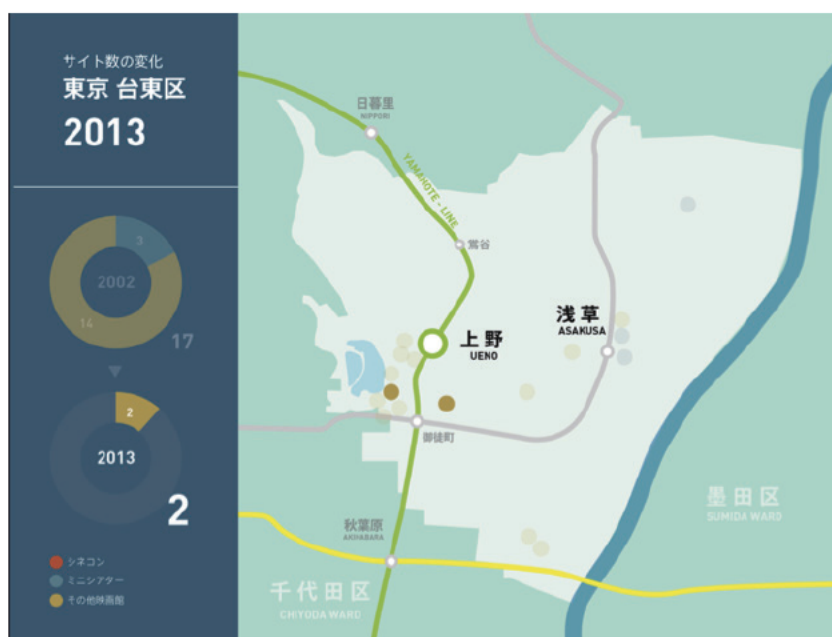 サイト数の変化
東京 台東区
2013
3
2002
14
17
2
2013
2
シネコン
ミニシアター
その他映画館
日暮里
NIPPORI
YAMANOTE-LINE
鶯谷
上野
UENO
浅草
ASAKUSA
御徒町
秋葉原
AKIHABARA
千代田区
CHIYODA WARD
墨田区
SUMIDA WARD